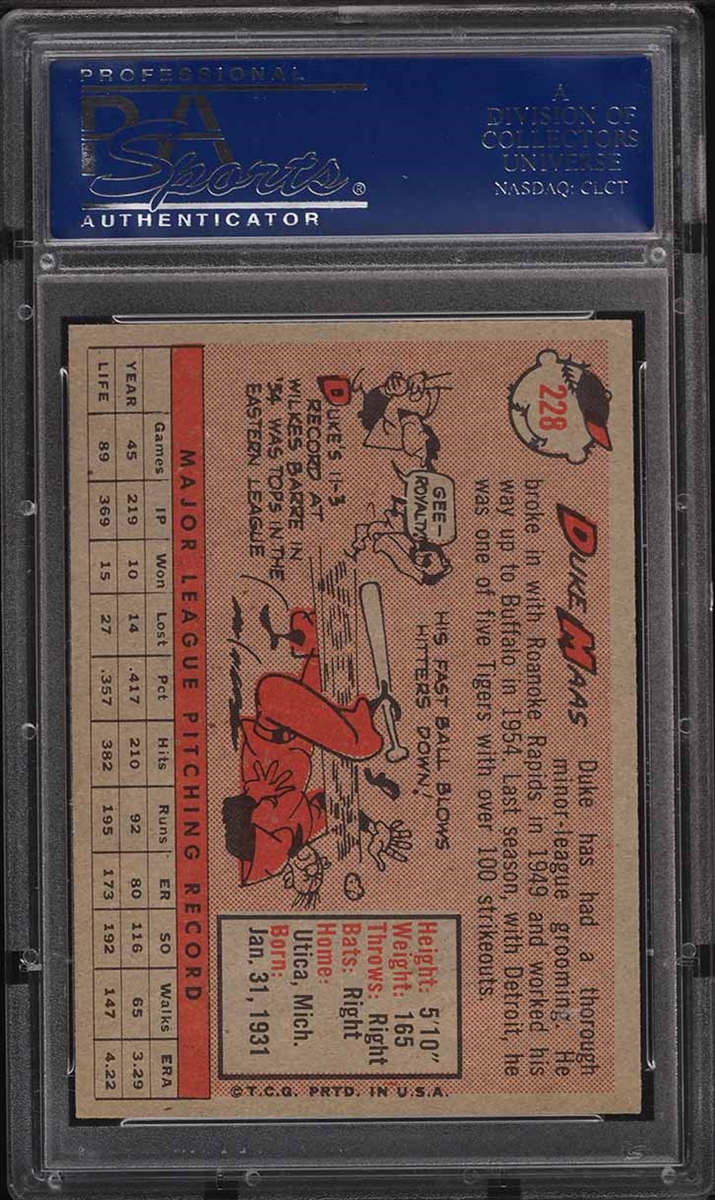 PROFESSIONAL
PSA
Sports®
AUTHENTICATOR
A
DIVISION OF
COLLECTORS
UNIVERSE
NASDAQ: CLCT
228
DUKE MAAS
Duke has had a thorough
minor-league grooming. He
broke in with Roanoke Rapids in 1949 and worked his
way up to Buffalo in 1954. Last season, with Detroit, he
was one of five Tigers with over 100 strikeouts.
GEE-
ROYALTY!
DUKE'S 11-3
RECORD AT
WILKES BARRE IN
'54 WAS TOPS IN THE
EASTERN LEAGUE
HIS FAST BALL BLOWS
HITTERS DOWN!
Height: 5'10"
Weight: 165
Throws: Right
Bats: Right
Home:
Utica, Mich.
Born:
Jan. 31, 1931
©T.C.G. PRTD. IN U.S.A.
MAJOR LEAGUE PITCHING RECORD
Games IP Won Lost Pct Hits Runs ER SO Walks ERA
YEAR 45 219 10 14 .417 210 92 80 116 65 3.29
LIFE 89 369 15 27 .357 382 195 173 192 147 4.22